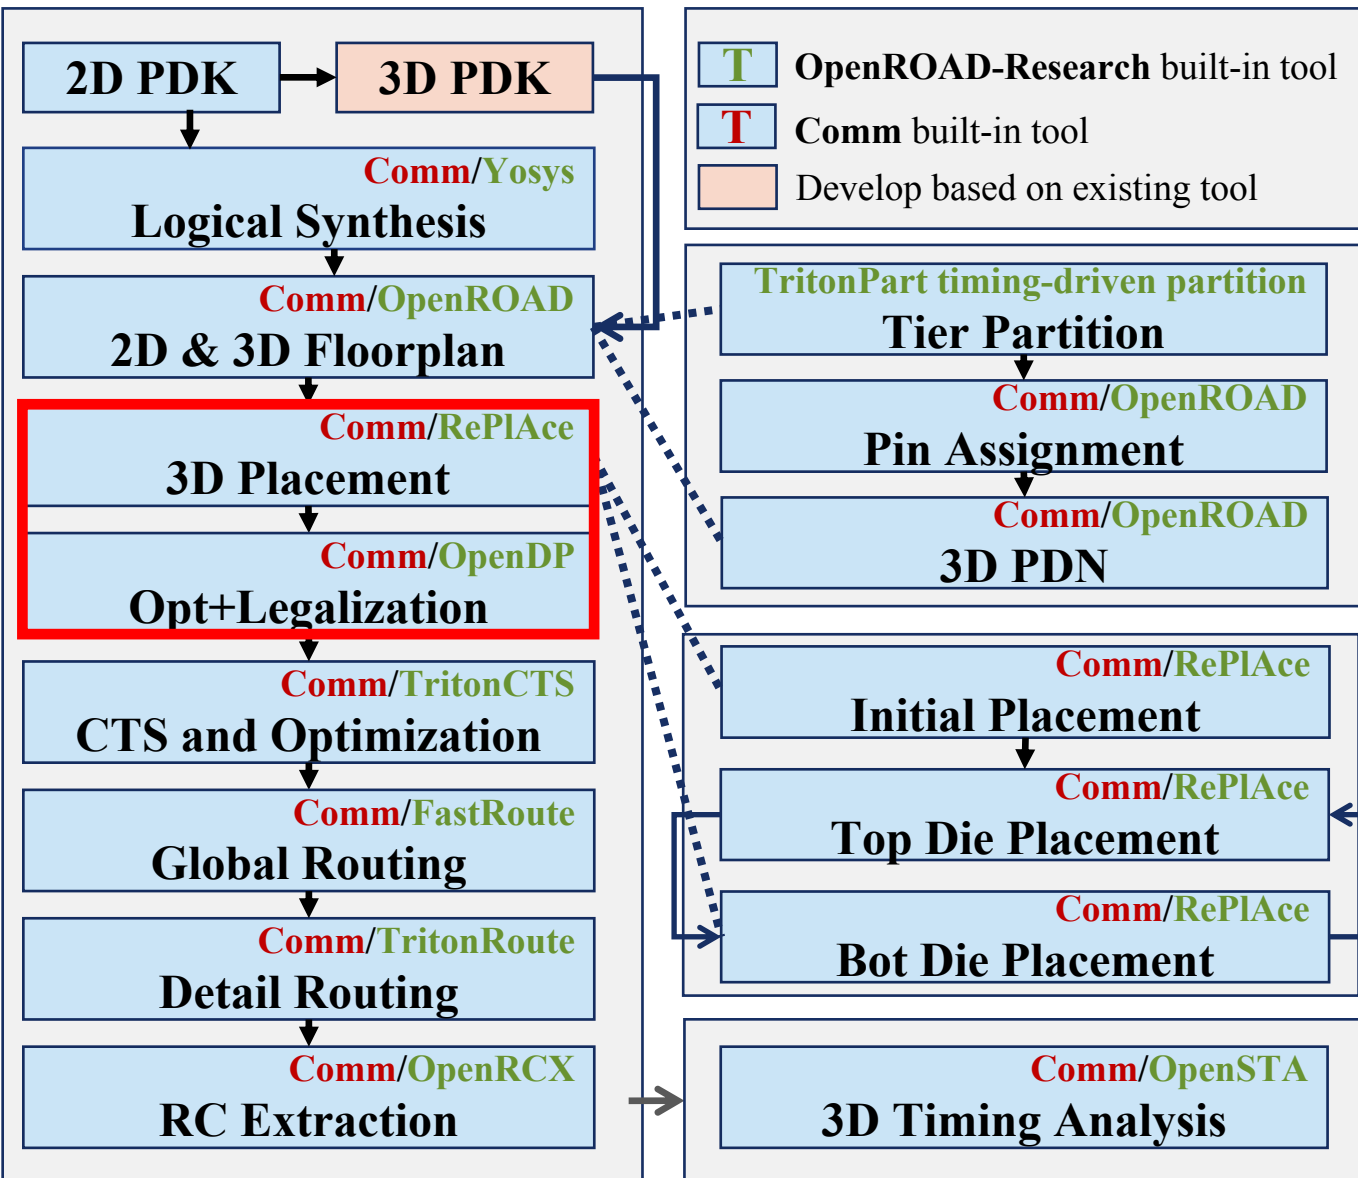 2D PDK
3D PDK
Comm/Yosys
Logical Synthesis
Comm/OpenROAD
2D & 3D Floorplan
Comm/RePlAce
3D Placement
Comm/OpenDP
Opt+Legalization
Comm/TritonCTS
CTS and Optimization
Comm/FastRoute
Global Routing
Comm/TritonRoute
Detail Routing
Comm/OpenRCX
RC Extraction
T OpenROAD-Research built-in tool
T Comm built-in tool
Develop based on existing tool
TritonPart timing-driven partition
Tier Partition
Comm/OpenROAD
Pin Assignment
Comm/OpenROAD
3D PDN
Comm/RePlAce
Initial Placement
Comm/RePlAce
Top Die Placement
Comm/RePlAce
Bot Die Placement
Comm/OpenSTA
3D Timing Analysis